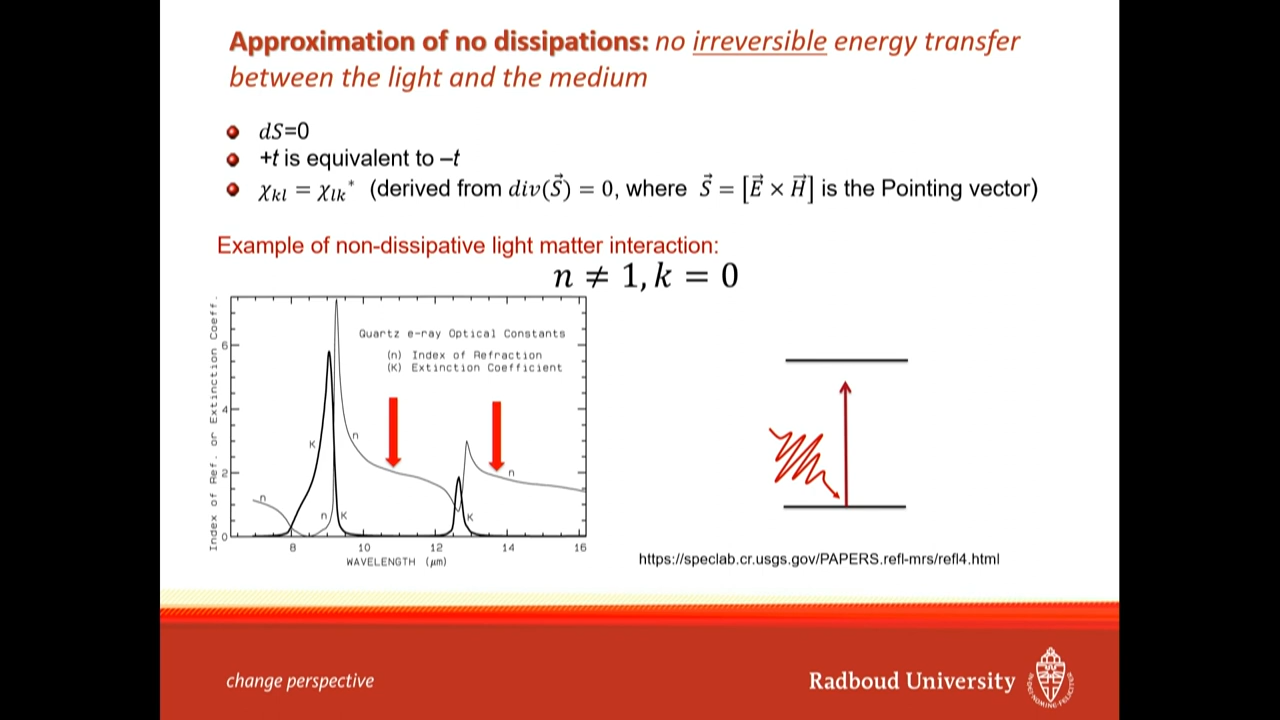 Approximation of no dissipations: no irreversible energy transfer
between the light and the medium
dS=0
+t is equivalent to –t
χ_kl = χ_lk* (derived from div(S⃗) = 0, where S⃗ = [E⃗ × H⃗] is the Pointing vector)
Example of non-dissipative light matter interaction:
n ≠ 1, k = 0
Quartz e-ray Optical Constants
(n) Index of Refraction
(K) Extinction Coefficient
Index of Ref. or Extinction Coeff.
6
4
2
0
n
K
n
K
n
K
n
8 10 12 14 16
WAVELENGTH (μm)
https://speclab.cr.usgs.gov/PAPERS.refl-mrs/refl4.html
change perspective
Radboud University